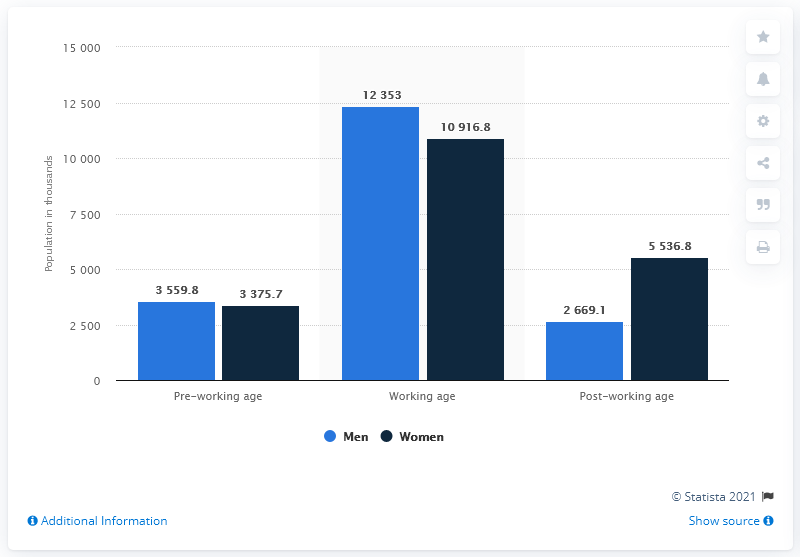 Population in thousands
15 000
12 500
10 000
7 500
5 000
2 500
0
3 559.8
3 375.7
12 353
10 916.8
2 669.1
5 536.8
Pre-working age
Working age
Post-working age
Men
Women
© Statista 2021
Additional Information
Show source